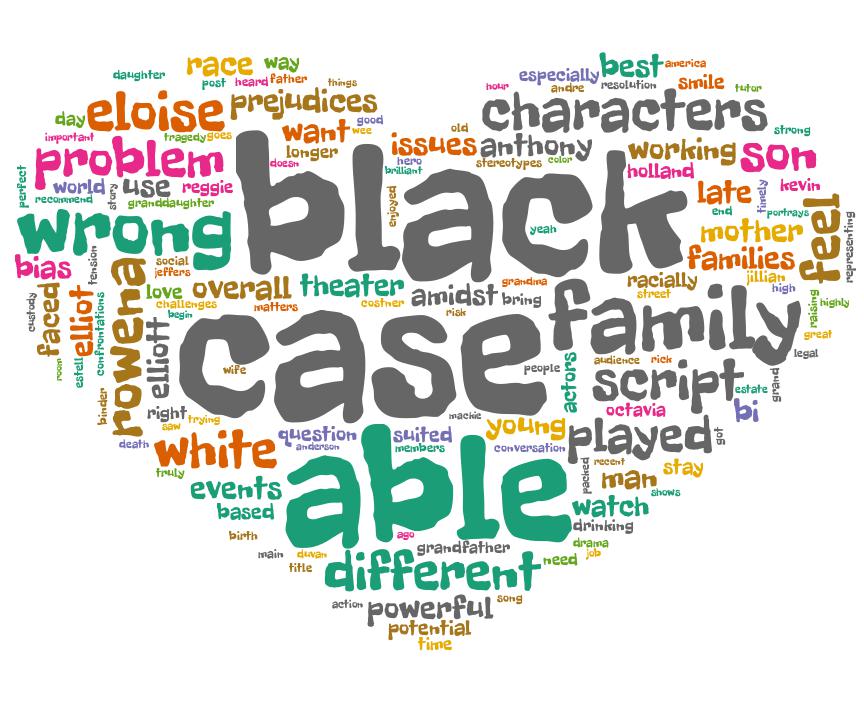 daughter
race way
post heard father things
best america
especially
hour andre resolution smile tutor
day eloise prejudices
good
characters
important tragedy goes want wee
old
issues anthony
strong
problem longer
doesn hero
brilliant
stereotypes color working son
holland
perfect world use reggie
recommend story granddaughter
enjoyed
black
yeah
late timely kevin
end portrays
wrong
mother feel representing
bias tension social
jeffers
families
rowena
love overall theater
challenges matters costner
begin
amidst bring grandma
risk
racially
street
jillian
high
raising highly
great
custody faced elliot confrontations
room estell binder
elliott
case
family
legal
wife
people actors audience rick
script estate grand
octavia bi
right
saw trying
death
mackie
white question suited
anderson members
young
conversation
played got
truly
events
based
able
packed recent
man stay
shows
watch
drinking
birth
ago
main duvan grandfather
title
different need drama
job
action powerful song
potential
time